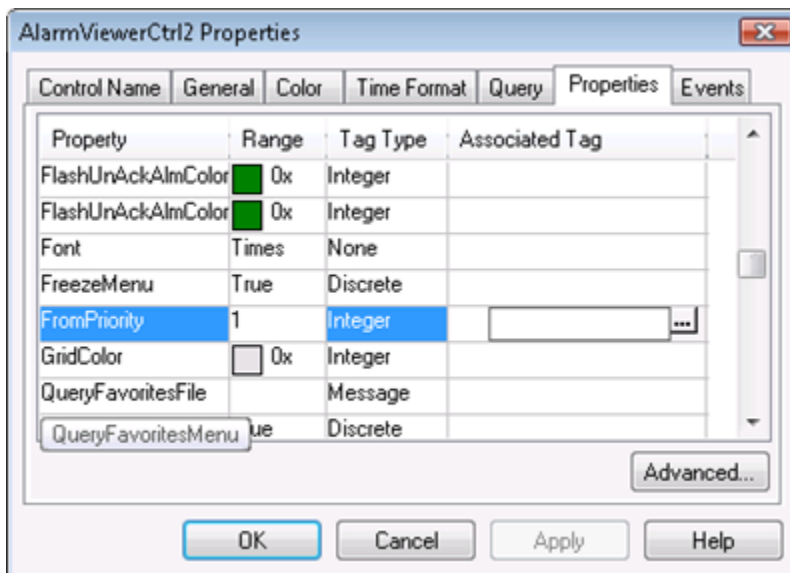 AlarmViewerCtrl2 Properties
Control Name General Color Time Format Query Properties Events
Property Range Tag Type Associated Tag
FlashUnAckAlmColor 0x Integer
FlashUnAckAlmColor 0x Integer
Font Times None
FreezeMenu True Discrete
FromPriority 1 Integer ...
GridColor 0x Integer
QueryFavoritesFile Message
QueryFavoritesMenu ue Discrete
Advanced...
OK Cancel Apply Help